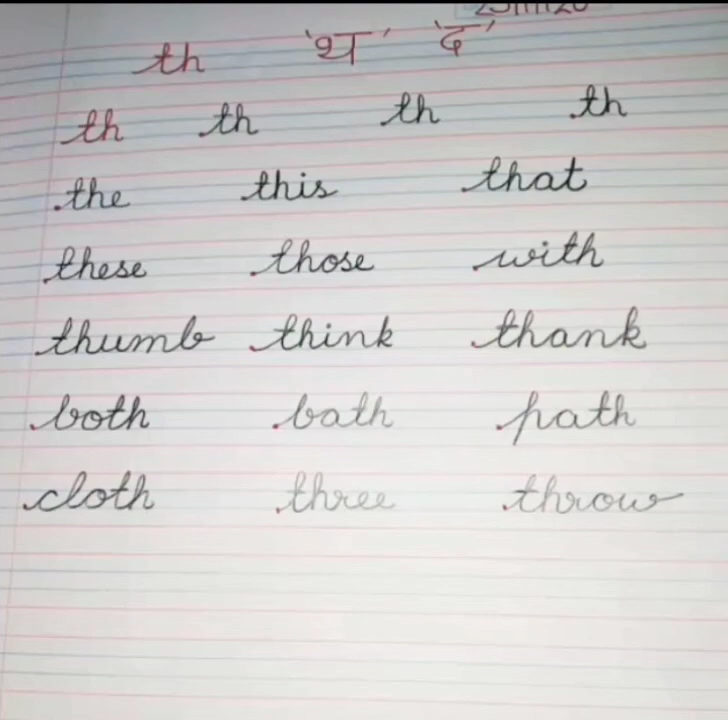 th 'थ' 'द'
th th th th
the this that
these those with
thumb think thank
both bath path
cloth three throw